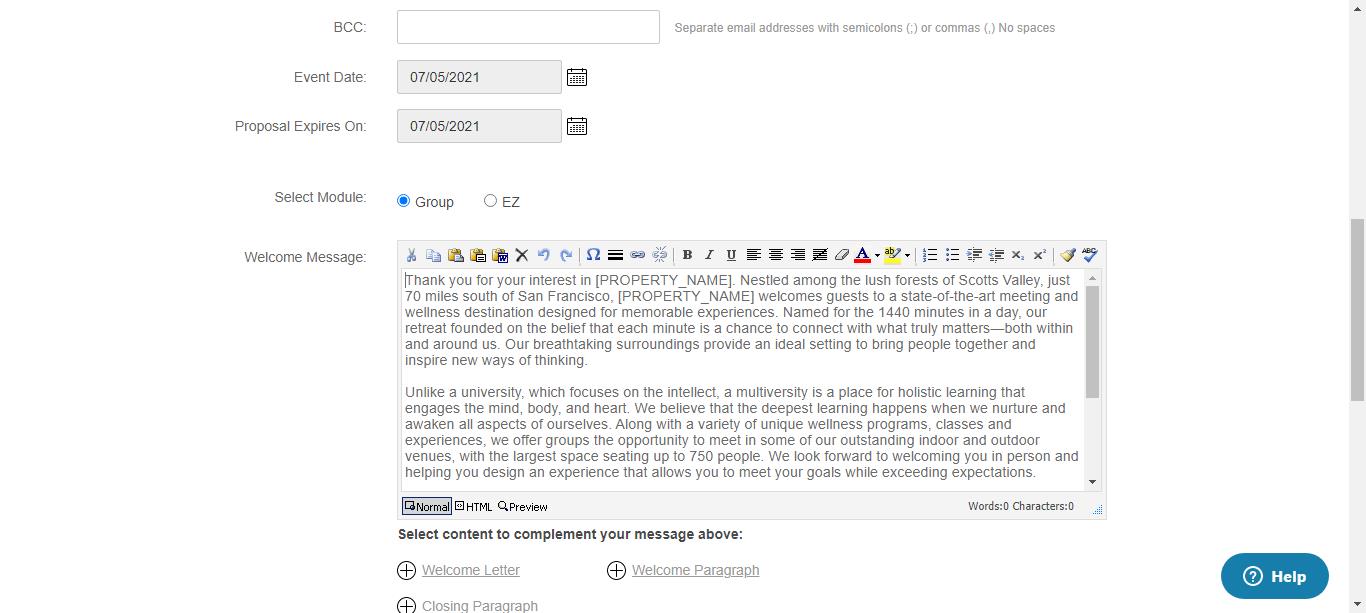 BCC:
Separate email addresses with semicolons (;) or commas (,) No spaces
Event Date: 07/05/2021
Proposal Expires On: 07/05/2021
Select Module: Group EZ
Welcome Message:
Thank you for your interest in [PROPERTY_NAME]. Nestled among the lush forests of Scotts Valley, just
70 miles south of San Francisco, [PROPERTY_NAME] welcomes guests to a state-of-the-art meeting and
wellness destination designed for memorable experiences. Named for the 1440 minutes in a day, our
retreat founded on the belief that each minute is a chance to connect with what truly matters—both within
and around us. Our breathtaking surroundings provide an ideal setting to bring people together and
inspire new ways of thinking.
Unlike a university, which focuses on the intellect, a multiversity is a place for holistic learning that
engages the mind, body, and heart. We believe that the deepest learning happens when we nurture and
awaken all aspects of ourselves. Along with a variety of unique wellness programs, classes and
experiences, we offer groups the opportunity to meet in some of our outstanding indoor and outdoor
venues, with the largest space seating up to 750 people. We look forward to welcoming you in person and
helping you design an experience that allows you to meet your goals while exceeding expectations.
Normal HTML Preview Words:0 Characters:0
Select content to complement your message above:
Welcome Letter Welcome Paragraph
Closing Paragraph
Help